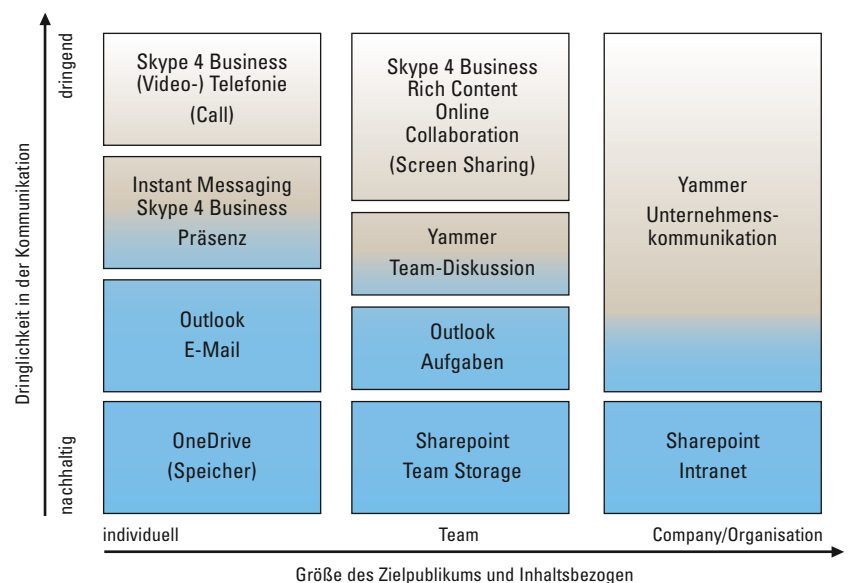 dringend
Dringlichkeit in der Kommunikation
nachhaltig
Skype 4 Business
(Video-) Telefonie
(Call)
Instant Messaging
Skype 4 Business
Präsenz
Outlook
E-Mail
OneDrive
(Speicher)
Skype 4 Business
Rich Content
Online
Collaboration
(Screen Sharing)
Yammer
Team-Diskussion
Outlook
Aufgaben
Sharepoint
Team Storage
Yammer
Unternehmens-
kommunikation
Sharepoint
Intranet
individuell
Team
Company/Organisation
Größe des Zielpublikums und Inhaltsbezogen